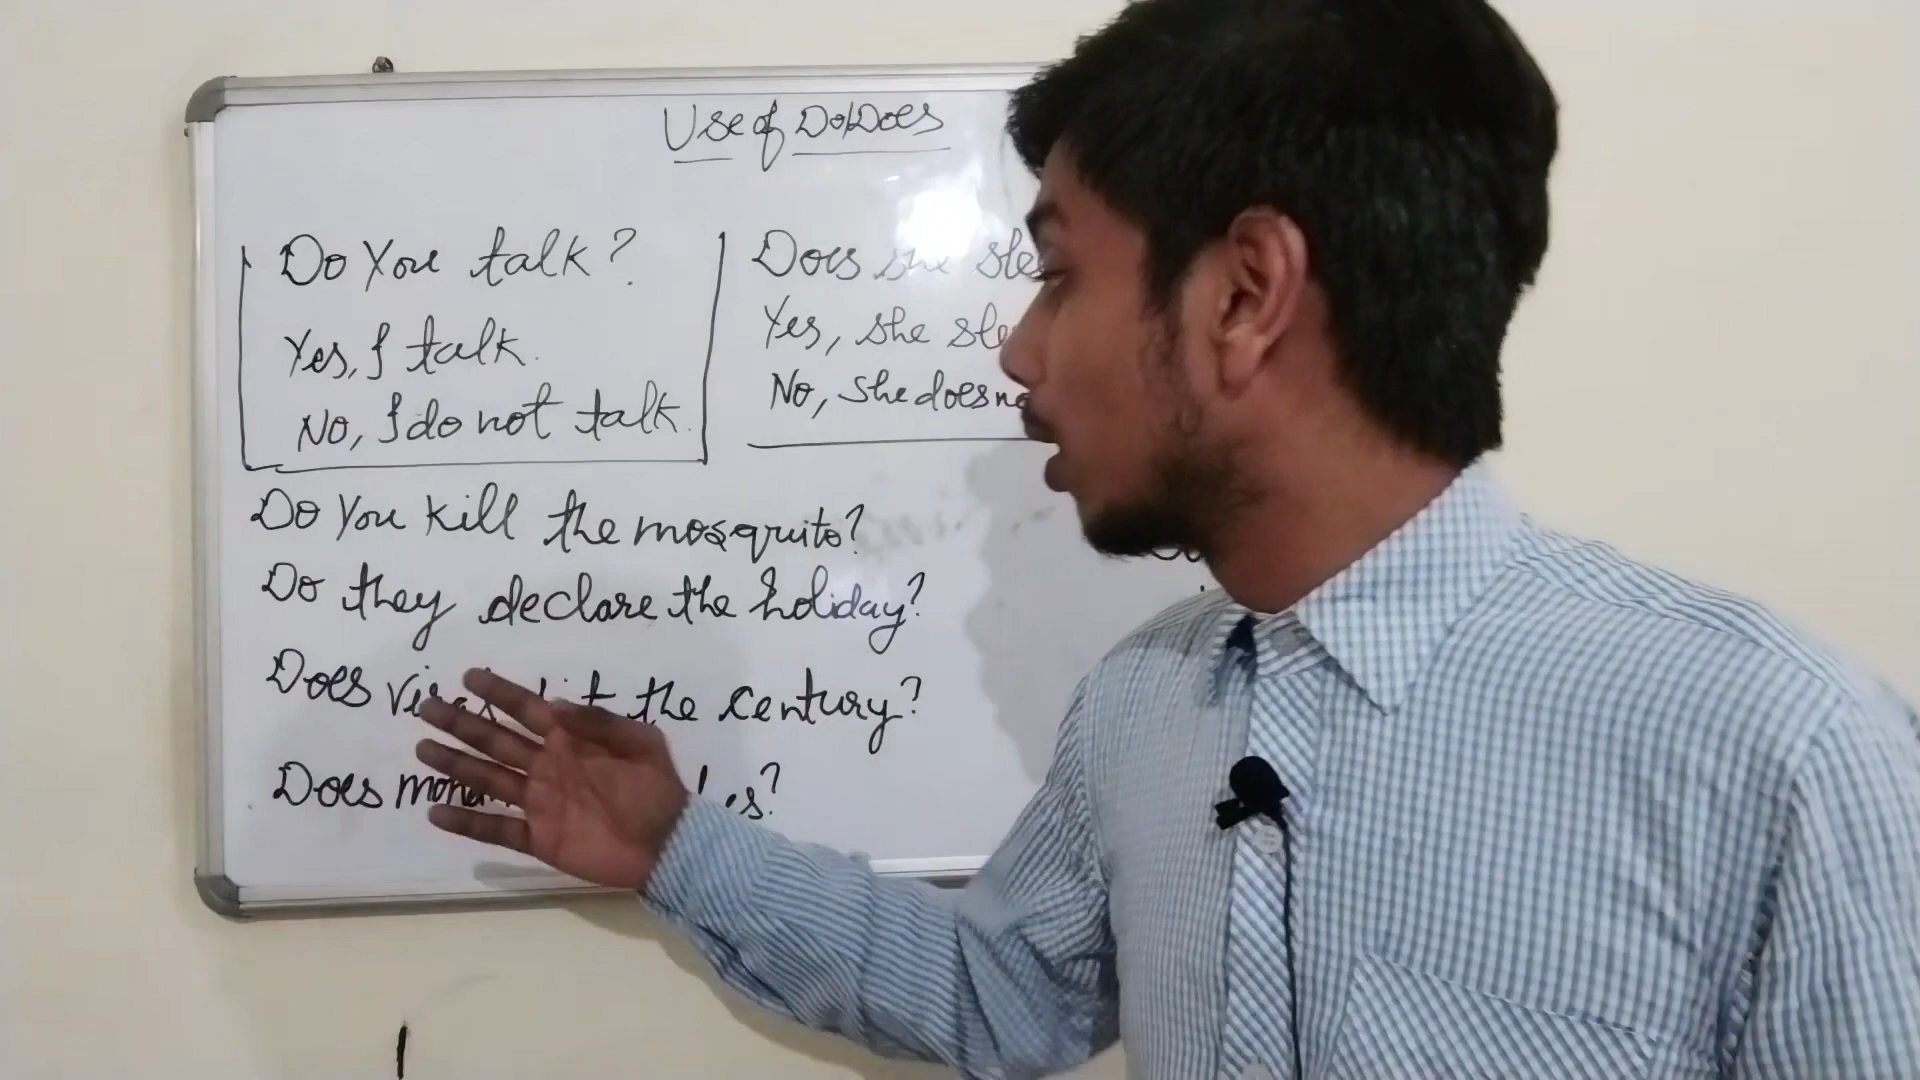 Use of Do/Does
Do You talk?
Yes, I talk.
No, I do not talk.
Does she
Yes, she
No, She does
Do You kill the mosquito?
Do they declare the holiday?
Does the century?
Does